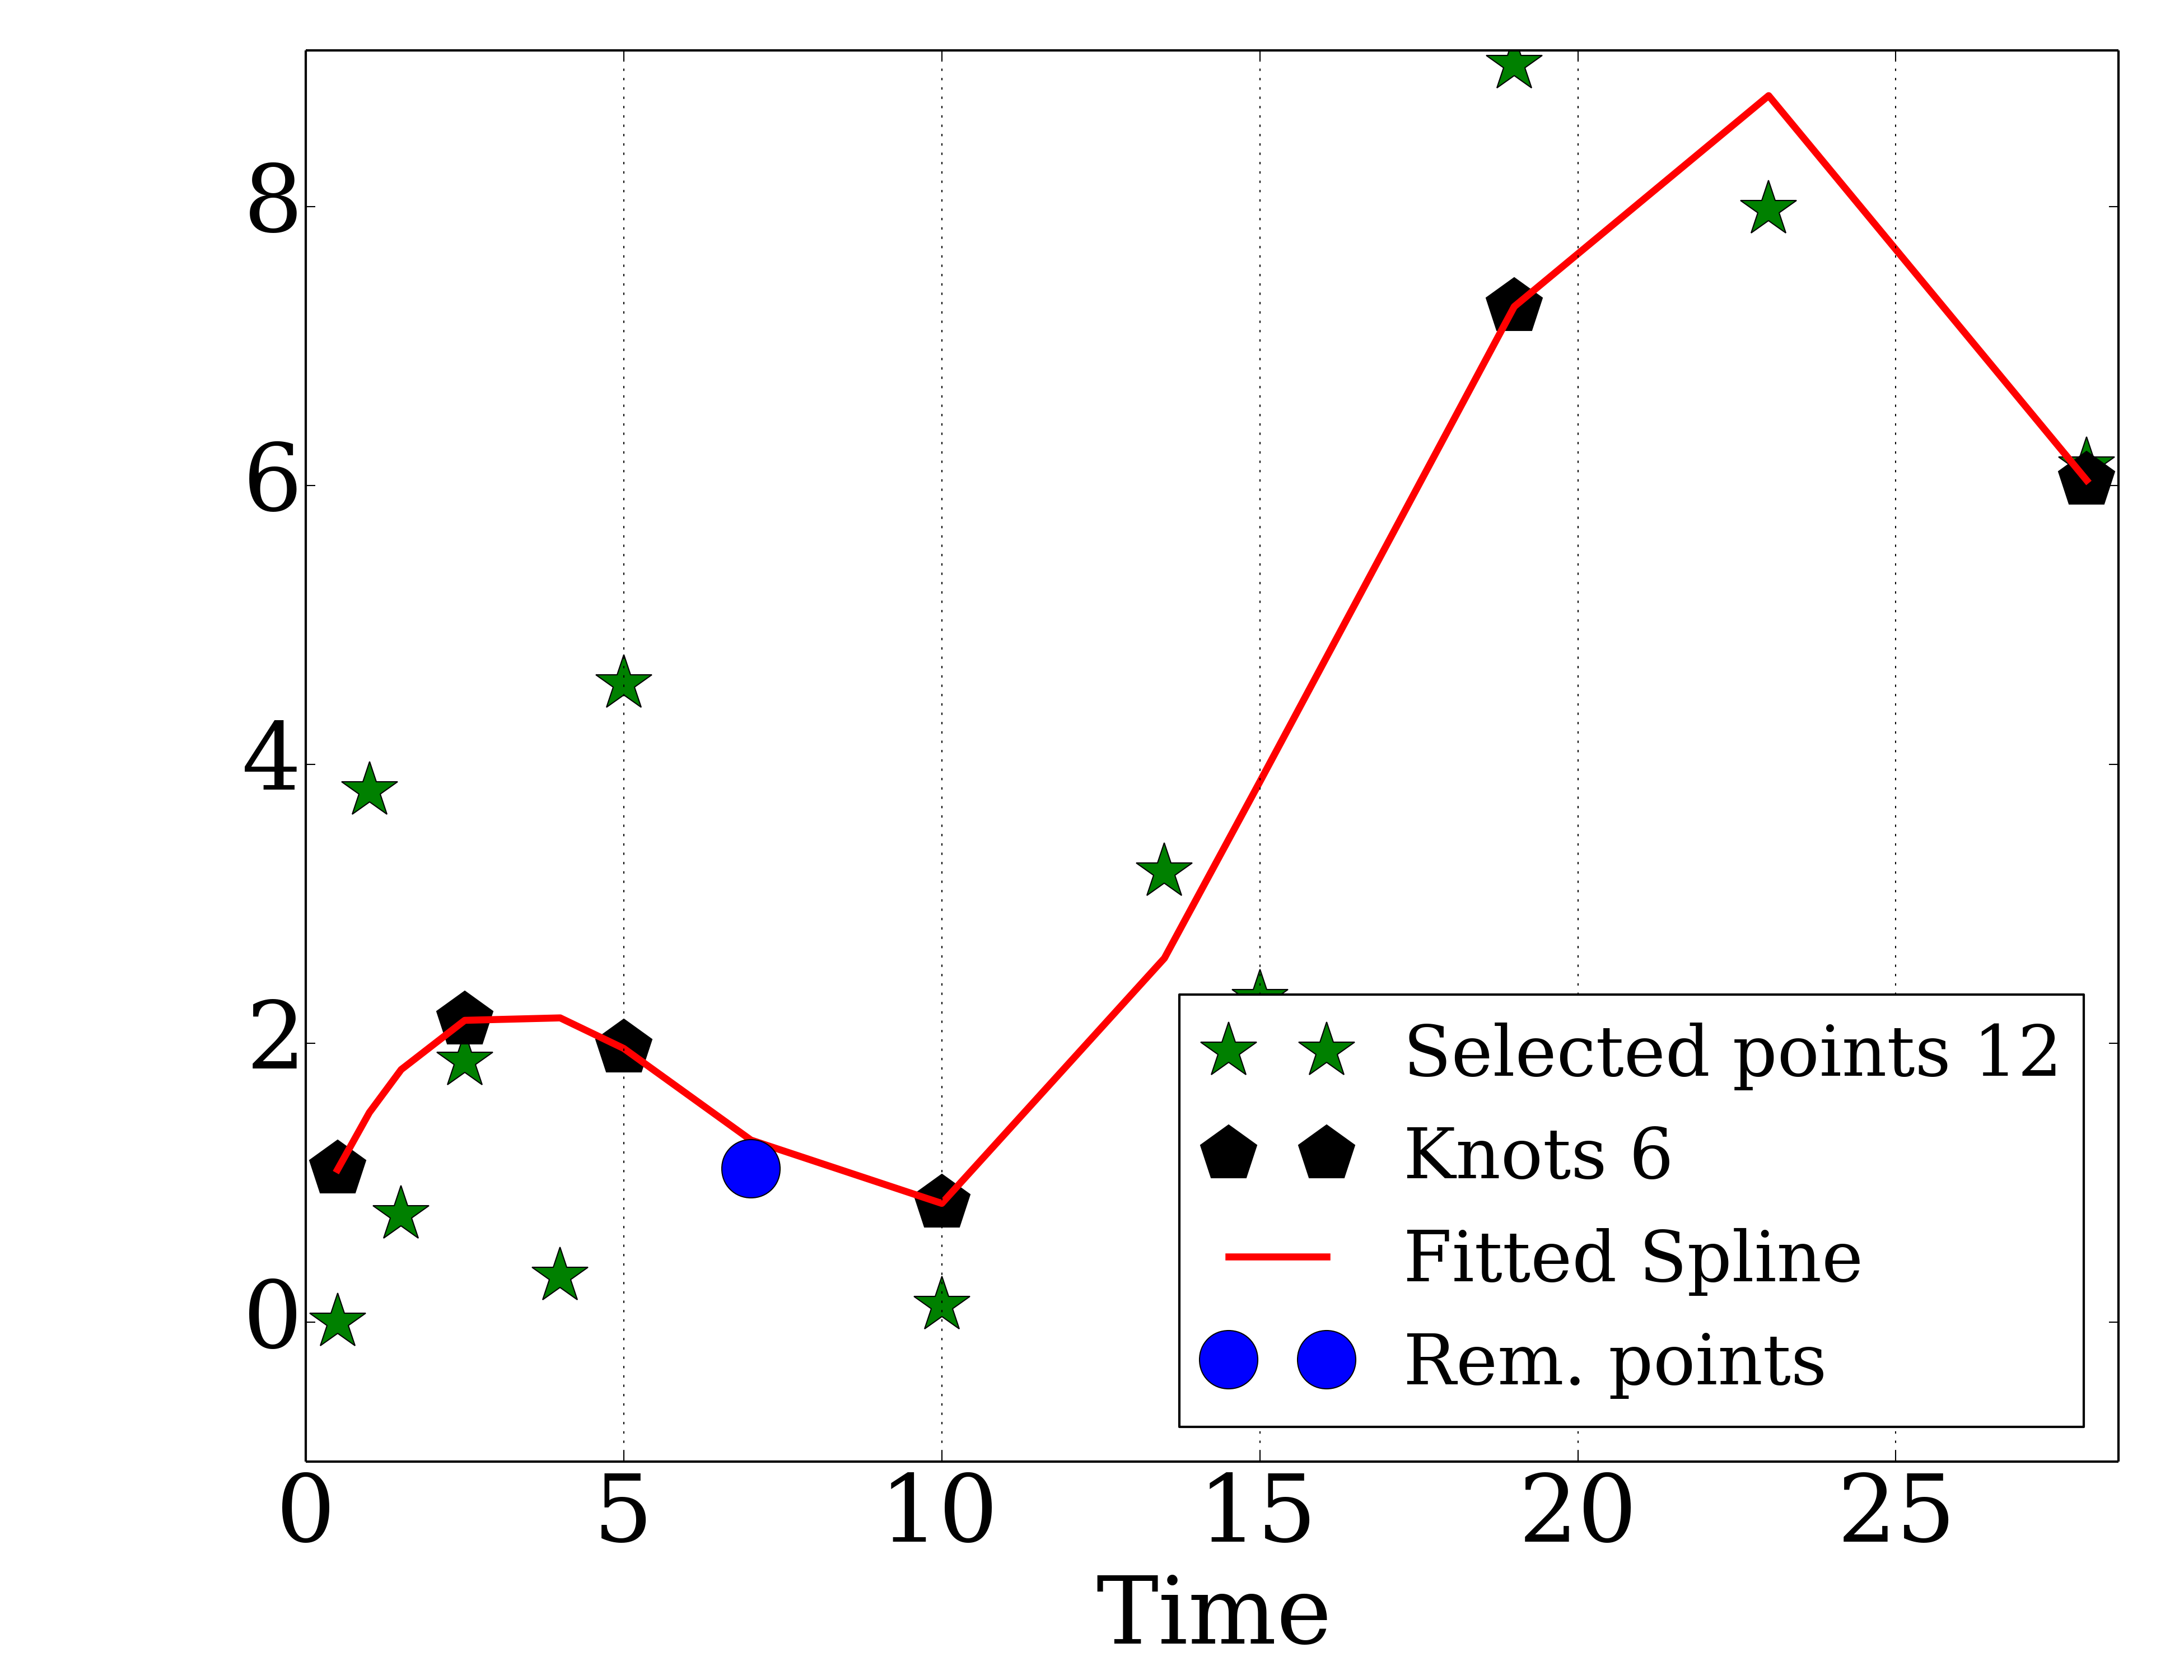 8
6
4
2
0
0 5 10 15 20 25
Time
Selected points 12
Knots 6
Fitted Spline
Rem. points